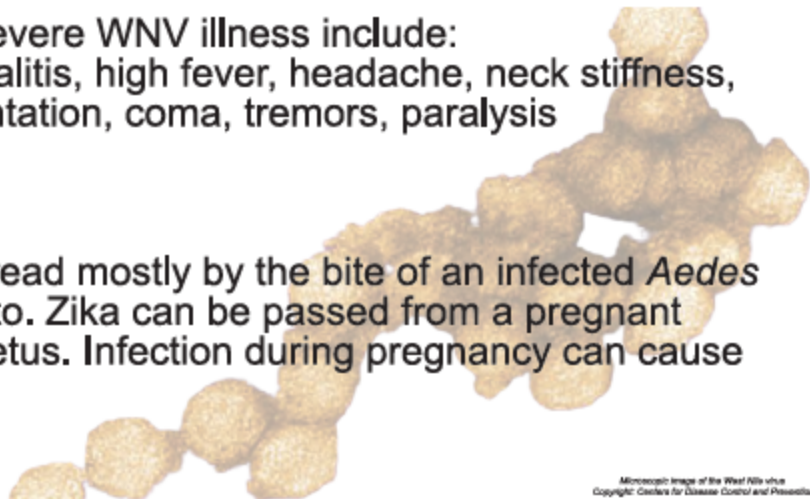 evere WNV illness include:
alitis, high fever, headache, neck stiffness,
ntation, coma, tremors, paralysis
read mostly by the bite of an infected Aedes
to. Zika can be passed from a pregnant
etus. Infection during pregnancy can cause
Microscopic image of the West Nile virus
Copyright: Centers for Disease Control and Preventio